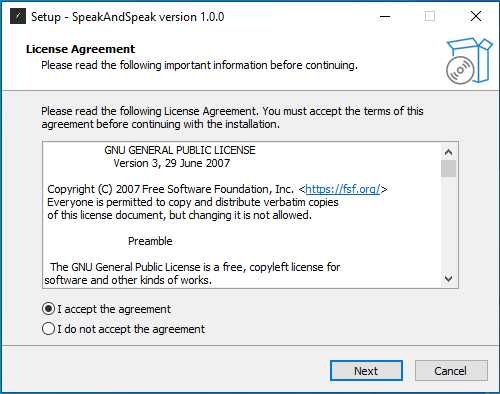 Setup - SpeakAndSpeak version 1.0.0
License Agreement
Please read the following important information before continuing.
Please read the following License Agreement. You must accept the terms of this
agreement before continuing with the installation.
GNU GENERAL PUBLIC LICENSE
Version 3, 29 June 2007
Copyright (C) 2007 Free Software Foundation, Inc. <https://fsf.org/>
Everyone is permitted to copy and distribute verbatim copies
of this license document, but changing it is not allowed.
Preamble
The GNU General Public License is a free, copyleft license for
software and other kinds of works.
I accept the agreement
I do not accept the agreement
Next
Cancel